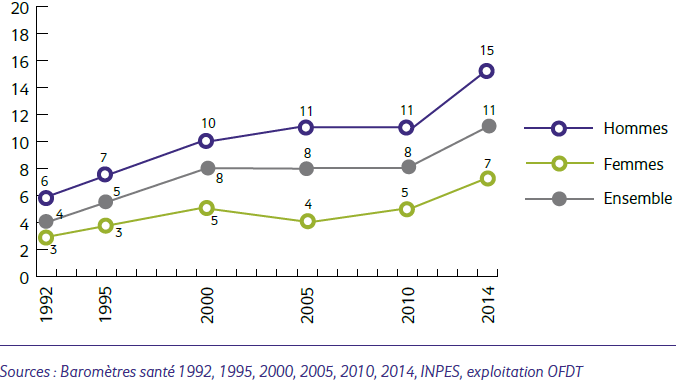 20
18
16
14
12
10
8
6
4
2
0
6 7 10 11 11 15
4 5 8 8 8 11
3 3 5 4 5 7
1992 1995 2000 2005 2010 2014
Hommes
Femmes
Ensemble
Sources : Baromètres santé 1992, 1995, 2000, 2005, 2010, 2014, INPES, exploitation OFDT